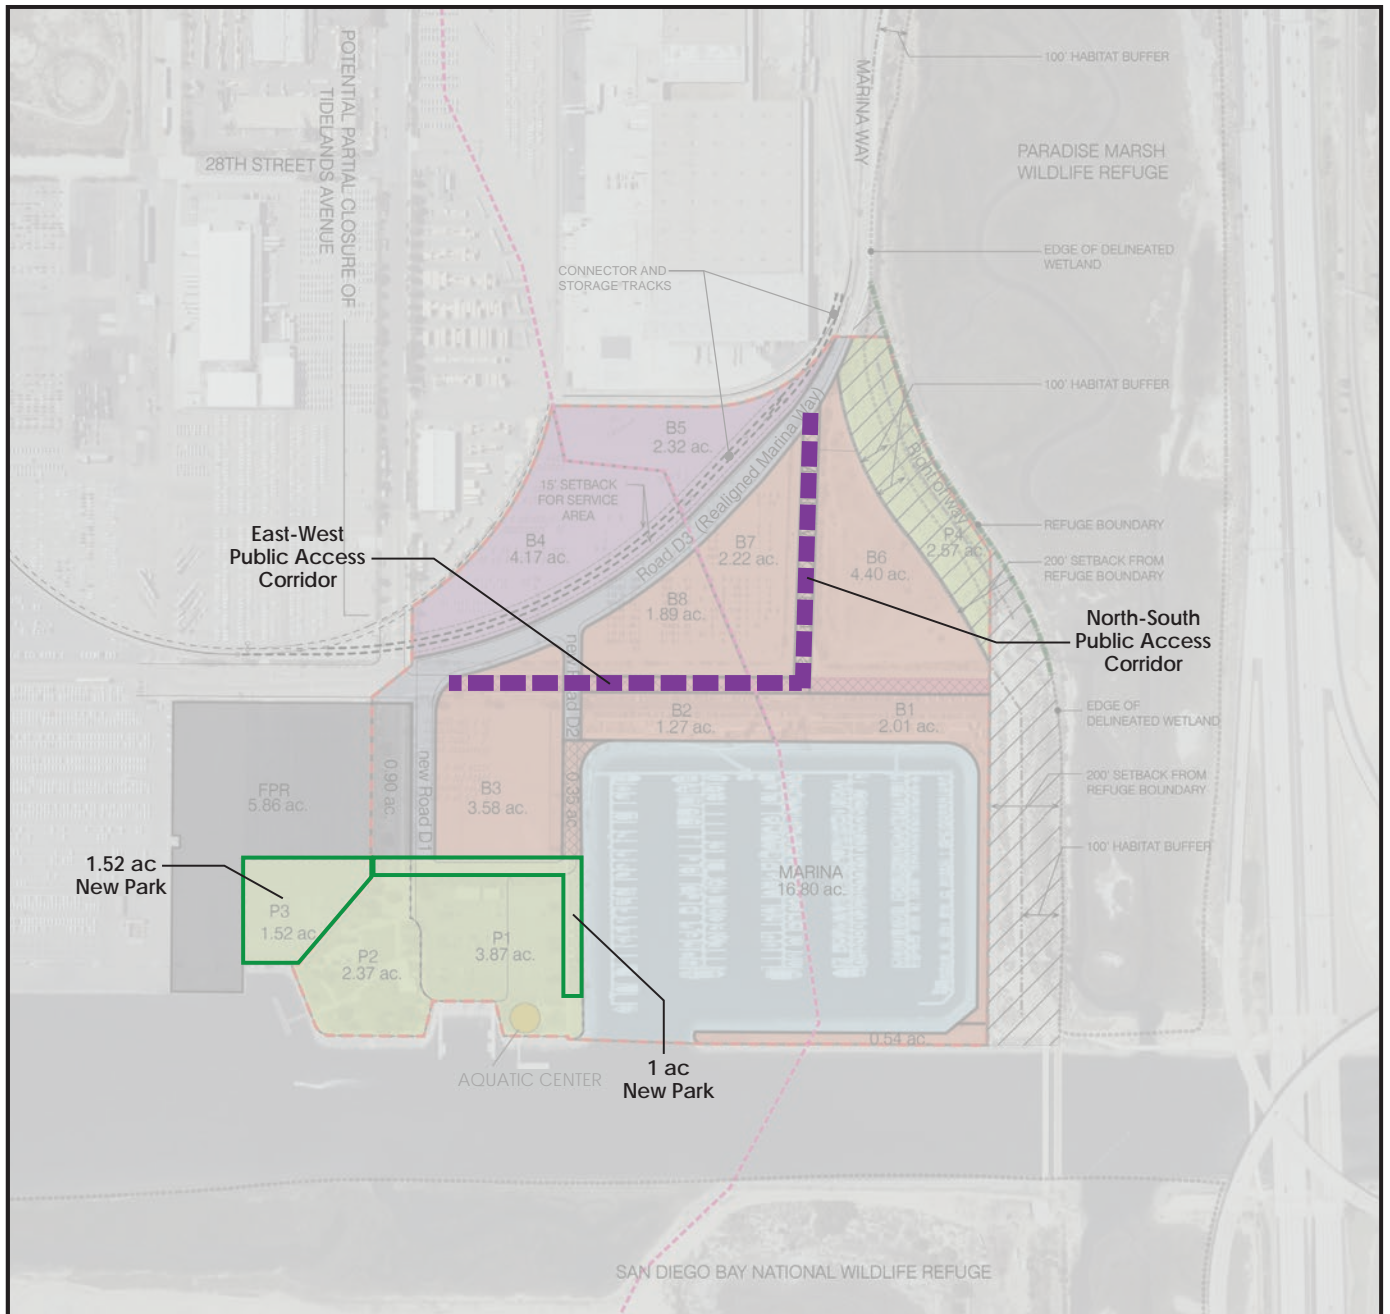 100' HABITAT BUFFER
MARINA WAY
POTENTIAL PARTIAL CLOSURE OF
TIDELANDS AVENUE
28TH STREET
PARADISE MARSH
WILDLIFE REFUGE
EDGE OF DELINEATED
WETLAND
CONNECTOR AND
STORAGE TRACKS
100' HABITAT BUFFER
B5
2.32 ac.
15' SETBACK
FOR SERVICE
AREA
Road D3 (Realigned Marina Way)
Right of way
P4
2.57 ac.
REFUGE BOUNDARY
East-West
Public Access
Corridor
B4
4.17 ac.
B7
2.22 ac.
B6
4.40 ac.
200' SETBACK FROM
REFUGE BOUNDARY
B8
1.89 ac.
North-South
Public Access
Corridor
new Road D2
B2
1.27 ac.
B1
2.01 ac.
EDGE OF
DELINEATED WETLAND
FPR
5.86 ac.
0.90 ac.
new Road D1
B3
3.58 ac.
0.35 ac.
200' SETBACK FROM
REFUGE BOUNDARY
100' HABITAT BUFFER
1.52 ac
New Park
MARINA
16.80 ac.
P3
1.52 ac.
P2
2.37 ac.
P1
3.87 ac.
0.54 ac.
AQUATIC CENTER
1 ac
New Park
SAN DIEGO BAY NATIONAL WILDLIFE REFUGE